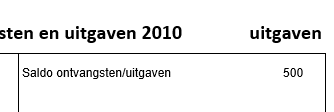 sten en uitgaven 2010 uitgaven
Saldo ontvangsten/uitgaven 500